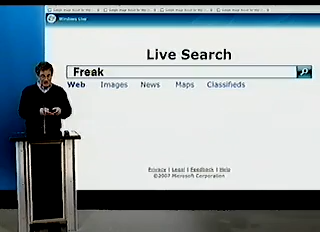 Windows Live
Live Search
Freak
Web Images News Maps Classifieds
Privacy | Legal | Feedback | Help
©2007 Microsoft Corporation